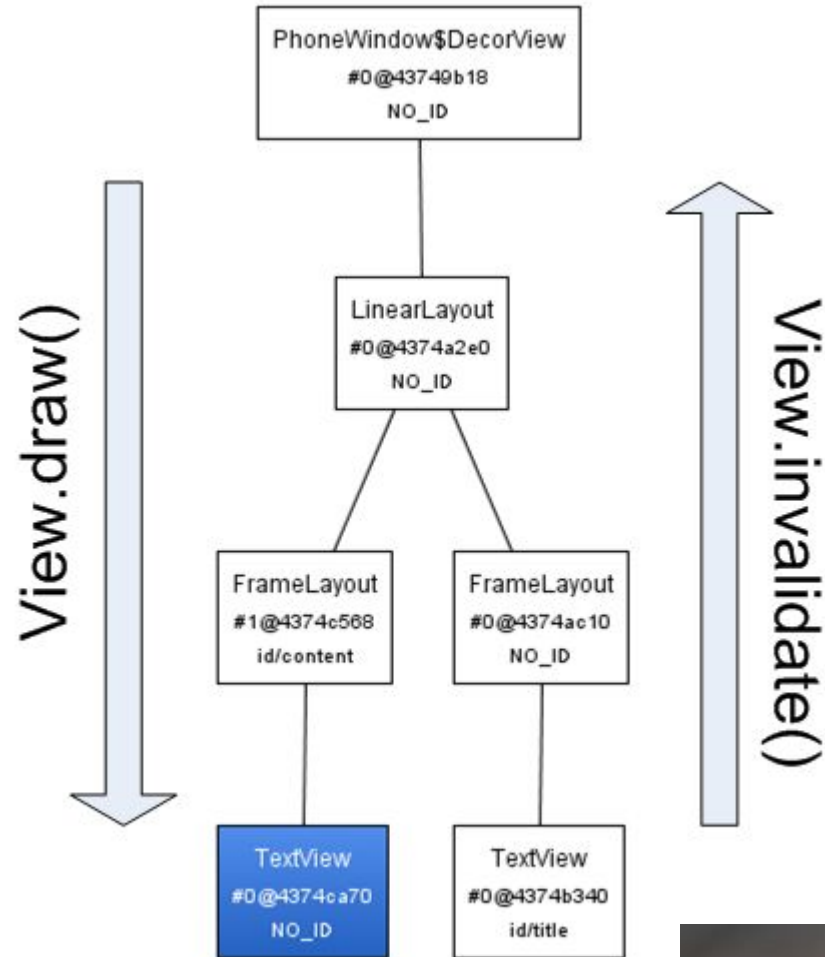 PhoneWindow$DecorView
#0@43749b18
NO_ID
View.draw()
View.invalidate()
LinearLayout
#0@4374a2e0
NO_ID
FrameLayout
#1@4374c568
id/content
FrameLayout
#0@4374ac10
NO_ID
TextView
#0@4374ca70
NO_ID
TextView
#0@4374b340
id/title